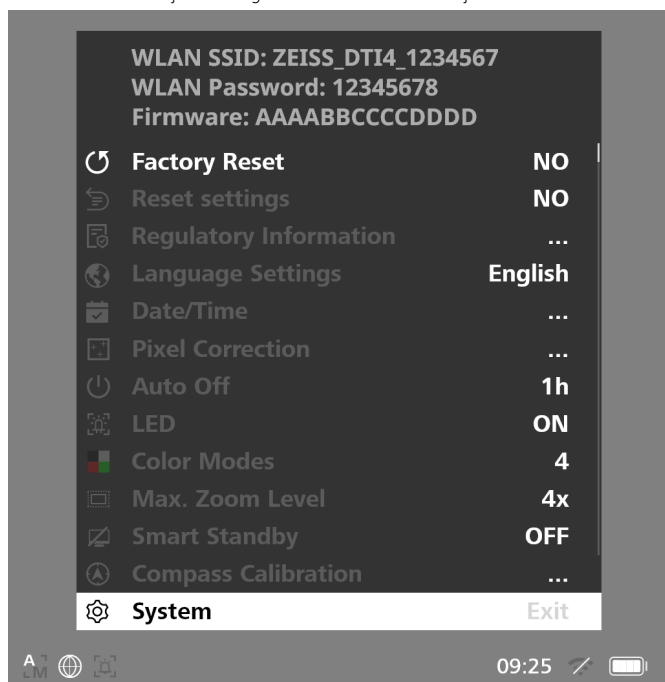 WLAN SSID: ZEISS_DTI4_1234567
WLAN Password: 12345678
Firmware: AAAABBCCCCDDDD
Factory Reset NO
Reset settings NO
Regulatory Information ...
Language Settings English
Date/Time ...
Pixel Correction ...
Auto Off 1h
LED ON
Color Modes 4
Max. Zoom Level 4x
Smart Standby OFF
Compass Calibration ...
System Exit
A M 09:25